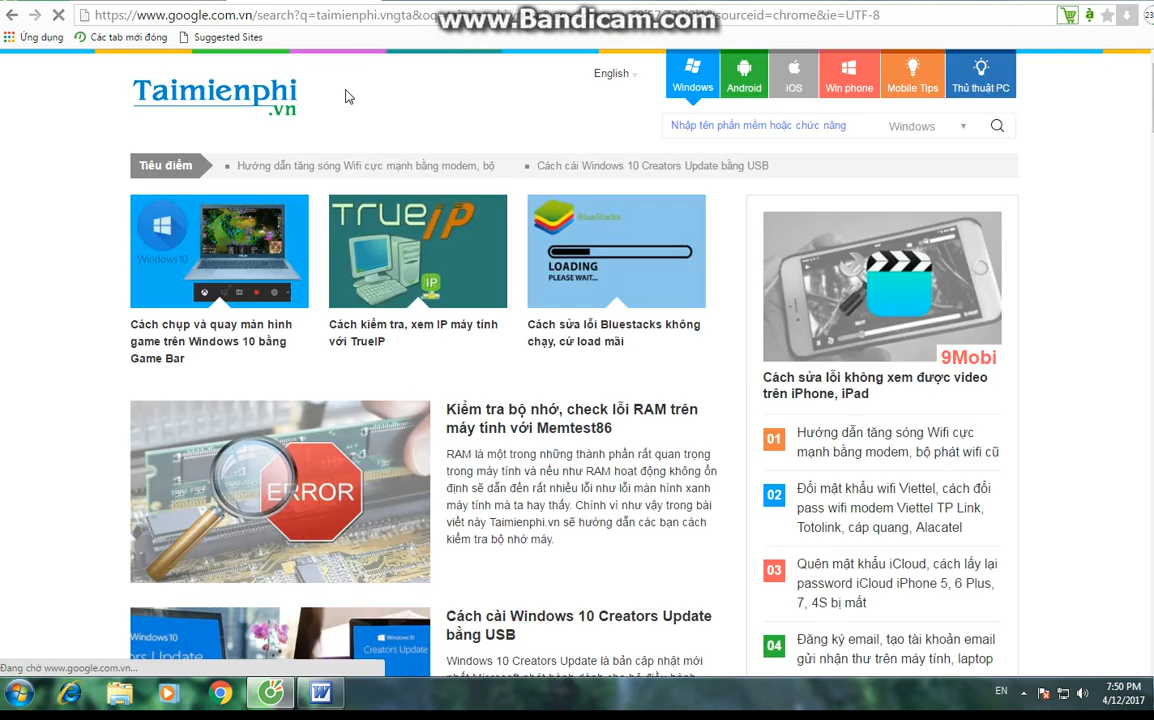 https://www.google.com.vn/search?q=taimienphi.vngta&oq
sourceid=chrome&ie=UTF-8
www.Bandicam.com
23
Ứng dụng
Các tab mới đóng
Suggested Sites
Taimienphi
.vn
English
Windows
Android
iOS
Win phone
Mobile Tips
Thủ thuật PC
Nhập tên phần mềm hoặc chức năng
Windows
Tiêu điểm
Hướng dẫn tăng sóng Wifi cực mạnh bằng modem, bộ
Cách cài Windows 10 Creators Update bằng USB
Windows10
TRUE iP
IP
BlueStacks
LOADING
PLEASE WAIT...
Cách chụp và quay màn hình
game trên Windows 10 bằng
Game Bar
Cách kiểm tra, xem IP máy tính
với TrueIP
Cách sửa lỗi Bluestacks không
chạy, cứ load mãi
9Mobi
Cách sửa lỗi không xem được video
trên iPhone, iPad
ERROR
Kiểm tra bộ nhớ, check lỗi RAM trên
máy tính với Memtest86
RAM là một trong những thành phần rất quan trọng
trong máy tính và nếu như RAM hoạt động không ổn
định sẽ dẫn đến rất nhiều lỗi như lỗi màn hình xanh
máy tính mà ta hay thấy. Chính vì như vậy trong bài
viết này Taimienphi.vn sẽ hướng dẫn các bạn cách
kiểm tra bộ nhớ máy.
01
Hướng dẫn tăng sóng Wifi cực
mạnh bằng modem, bộ phát wifi cũ
02
Đổi mật khẩu wifi Viettel, cách đổi
pass wifi modem Viettel TP Link,
Totolink, cáp quang, Alacatel
03
Quên mật khẩu iCloud, cách lấy lại
password iCloud iPhone 5, 6 Plus,
7, 4S bị mất
04
Đăng ký email, tạo tài khoản email
gửi nhận thư trên máy tính, laptop
Windows 10
Windows 10
Creators Update
Cách cài Windows 10 Creators Update
bằng USB
Windows 10 Creators Update là bản cập nhật mới
Đang chờ www.google.com.vn...
EN
7:50 PM
4/12/2017